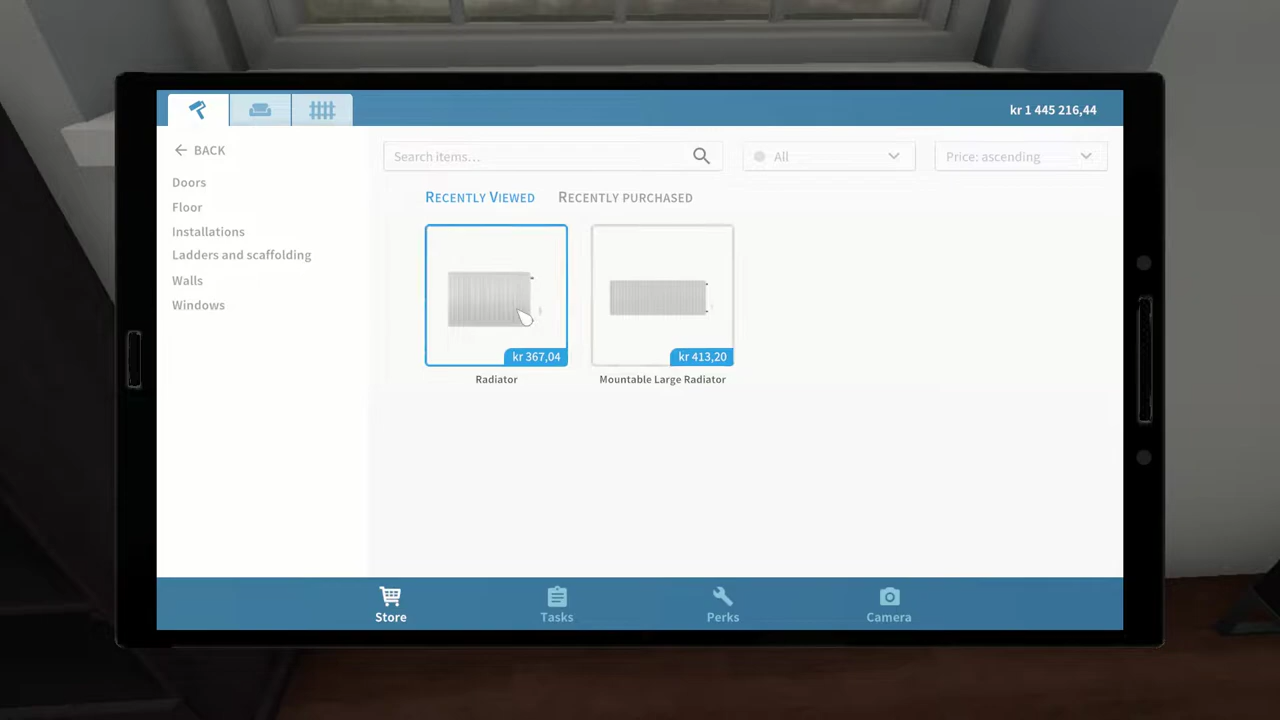 kr 1 445 216,44
BACK
Search items...
All
Price: ascending
Doors
Floor
Installations
Ladders and scaffolding
Walls
Windows
RECENTLY VIEWED
RECENTLY PURCHASED
kr 367,04
kr 413,20
Radiator
Mountable Large Radiator
Store
Tasks
Perks
Camera